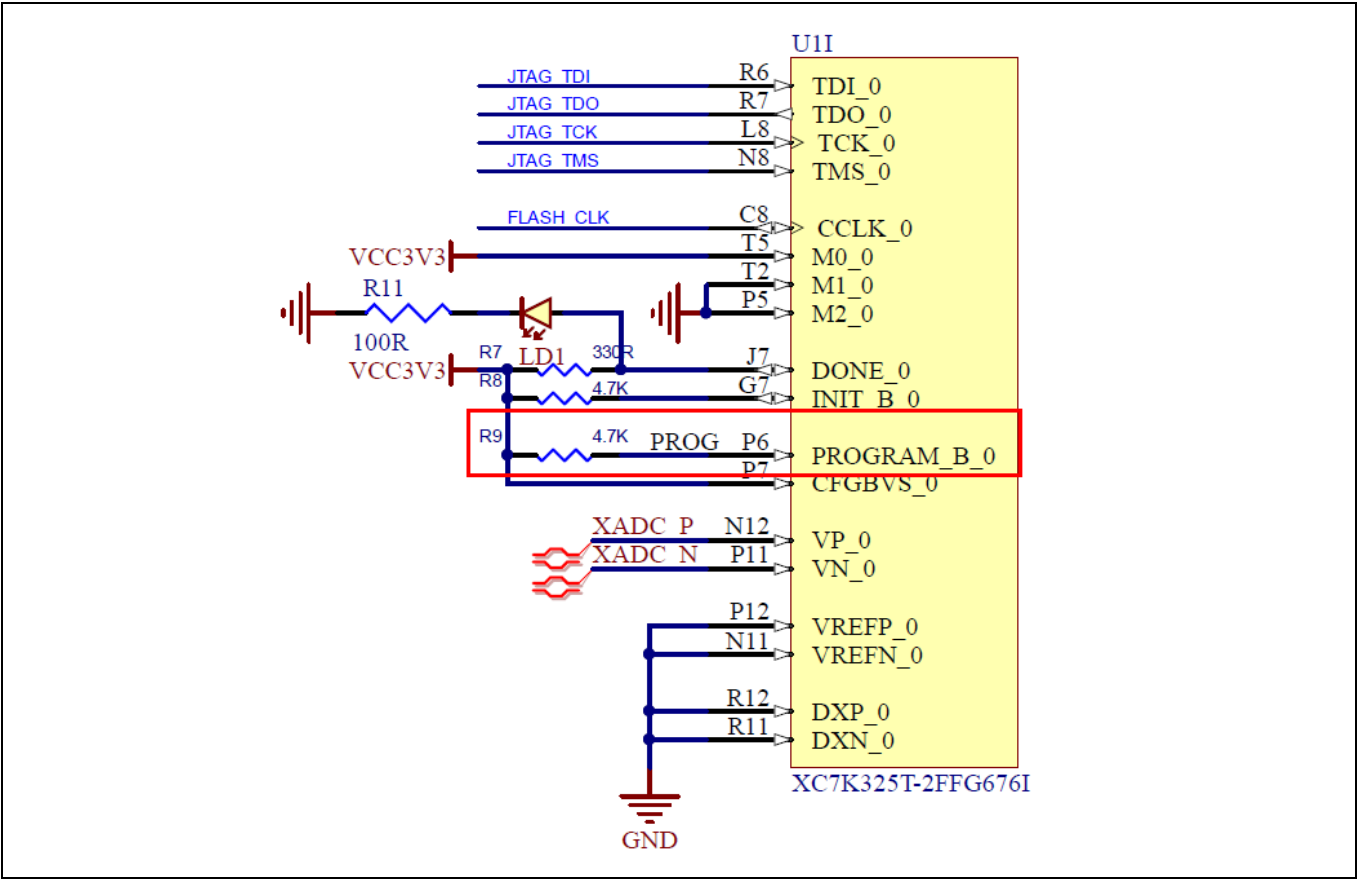 U1I
JTAG_TDI R6 TDI_0
JTAG_TDO R7 TDO_0
JTAG_TCK L8 TCK_0
JTAG_TMS N8 TMS_0
FLASH_CLK C8 CCLK_0
VCC3V3 T5 M0_0
T2 M1_0
R11
P5 M2_0
100R
LD1
VCC3V3 R7 330R J7 DONE_0
R8 4.7K G7 INIT_B_0
R9 4.7K PROG P6 PROGRAM_B_0
P7 CFGBVS_0
XADC_P N12 VP_0
XADC_N P11 VN_0
P12 VREFP_0
N11 VREFN_0
R12 DXP_0
R11 DXN_0
XC7K325T-2FFG676I
GND